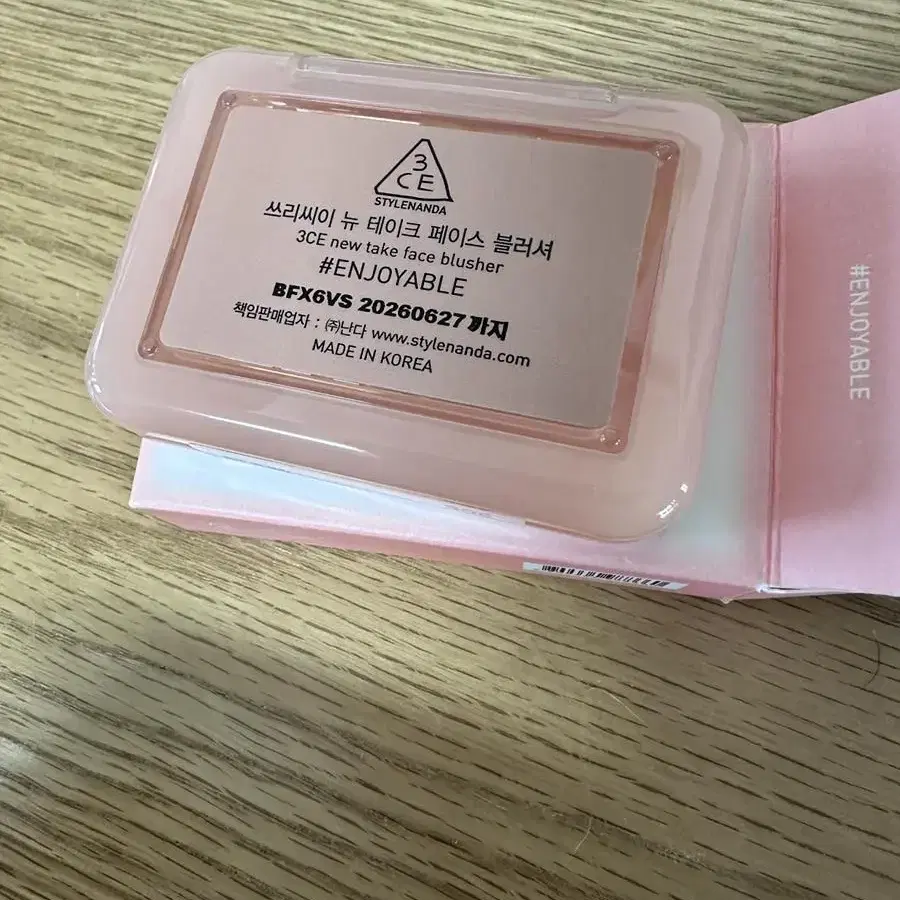 3
CE
STYLENANDA
쓰리씨이 뉴 테이크 페이스 블러셔
3CE new take face blusher
#ENJOYABLE
BFX6VS 20260627 까지
책임판매업자 : ㈜난다 www.stylenanda.com
MADE IN KOREA
#ENJOYABLE